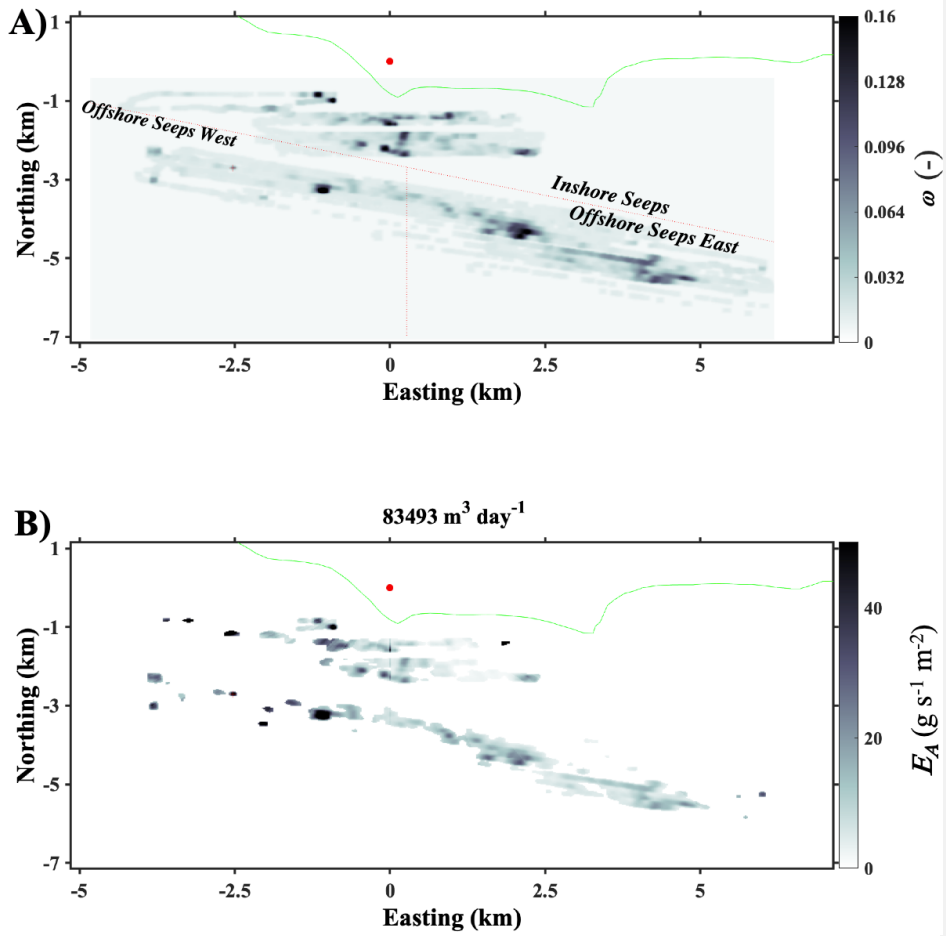 A)
1
-1
-3
-5
-7
Northing (km)
Offshore Seeps West
Inshore Seeps
Offshore Seeps East
-5
-2.5
0
2.5
5
Easting (km)
0.16
0.128
0.096
0.064
0.032
0
ω (-)
B)
83493 m³ day⁻¹
1
-1
-3
-5
-7
Northing (km)
-5
-2.5
0
2.5
5
Easting (km)
40
20
0
E_A (g s⁻¹ m⁻²)